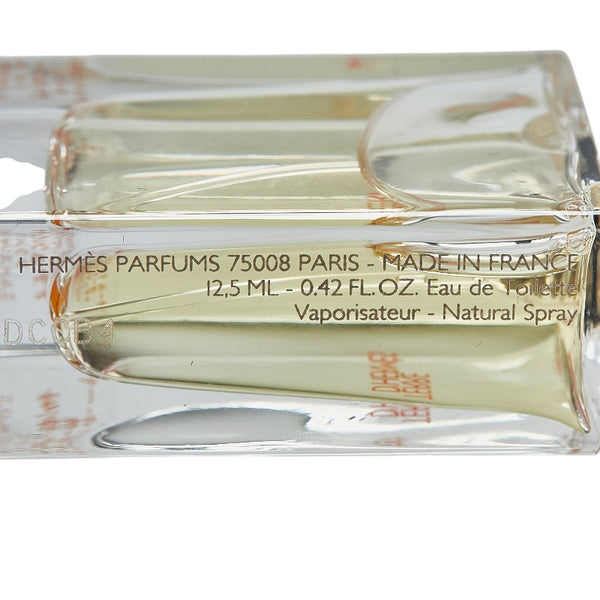 HERMÈS PARFUMS 75008 PARIS - MADE IN FRANCE
12,5 ML - 0.42 FL.OZ. Eau de Toilette
Vaporisateur - Natural Spray